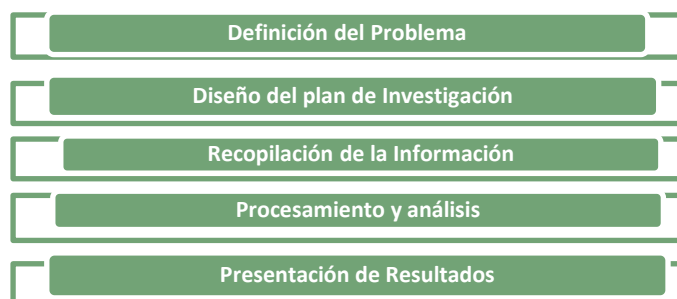 Definición del Problema
Diseño del plan de Investigación
Recopilación de la Información
Procesamiento y análisis
Presentación de Resultados